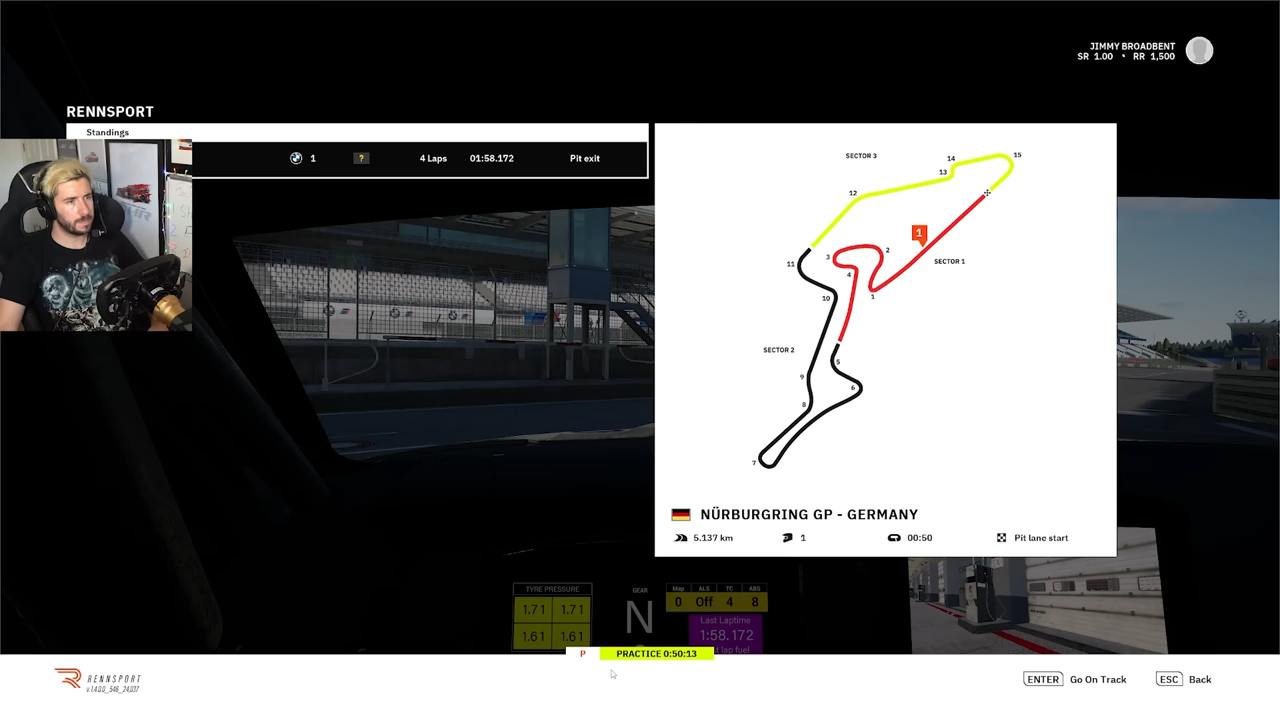 JIMMY BROADBENT
SR 1.00 • RR 1,500
RENNSPORT
Standings
1 ? 4 Laps 01:58.172 Pit exit
SECTOR 3
14
15
13
12
1
2
3
11
SECTOR 1
4
10
1
SECTOR 2
5
9
6
8
7
NÜRBURGRING GP - GERMANY
5.137 km 1 00:50 Pit lane start
TYRE PRESSURE
1.71 1.71
1.61 1.61
GEAR
N
Map ALS TC ABS
0 Off 4 8
Last Laptime
1:58.172
lap fuel
P PRACTICE 0:50:13
RENNSPORT
ENTER Go On Track ESC Back